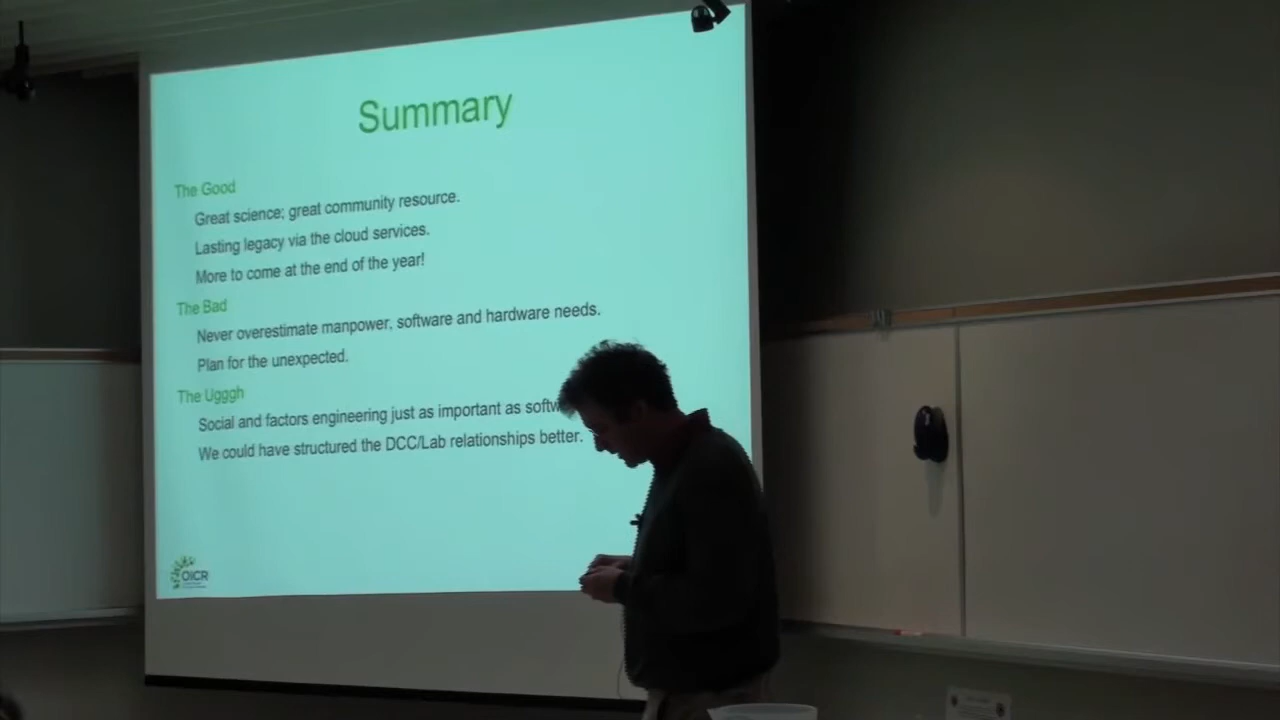 Summary
The Good
Great science; great community resource.
Lasting legacy via the cloud services.
More to come at the end of the year!
The Bad
Never overestimate manpower, software and hardware needs.
Plan for the unexpected.
The Ugggh
Social and factors engineering just as important as softw
We could have structured the DCC/Lab relationships better.
OICR